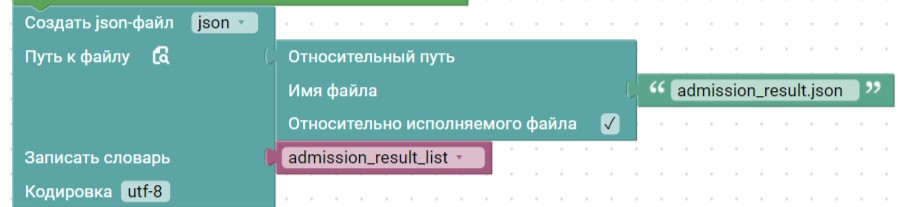 Создать json-файл json
Путь к файлу
Относительный путь
Имя файла “ admission_result.json ”
Относительно исполняемого файла ✓
Записать словарь admission_result_list
Кодировка utf-8